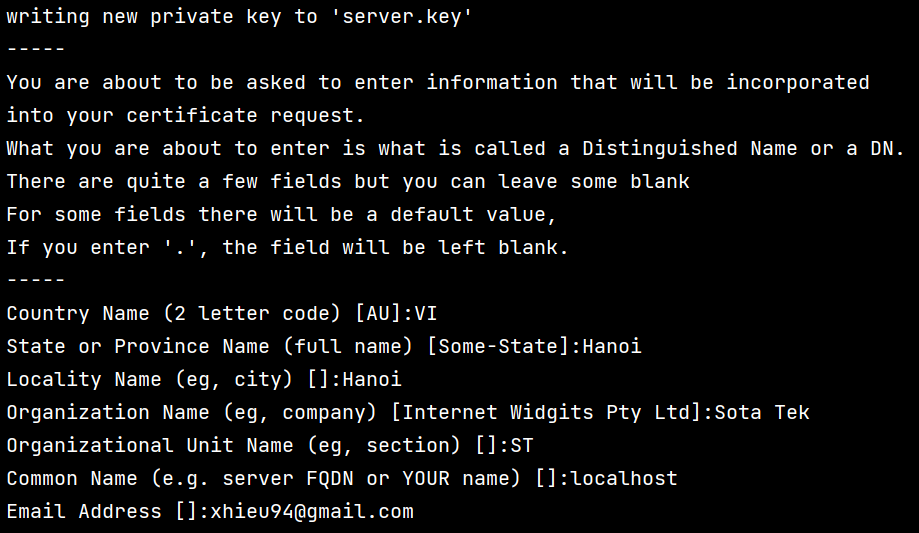 writing new private key to 'server.key'
-----
You are about to be asked to enter information that will be incorporated
into your certificate request.
What you are about to enter is what is called a Distinguished Name or a DN.
There are quite a few fields but you can leave some blank
For some fields there will be a default value,
If you enter '.', the field will be left blank.
-----
Country Name (2 letter code) [AU]:VI
State or Province Name (full name) [Some-State]:Hanoi
Locality Name (eg, city) []:Hanoi
Organization Name (eg, company) [Internet Widgits Pty Ltd]:Sota Tek
Organizational Unit Name (eg, section) []:ST
Common Name (e.g. server FQDN or YOUR name) []:localhost
Email Address []:xhieu94@gmail.com